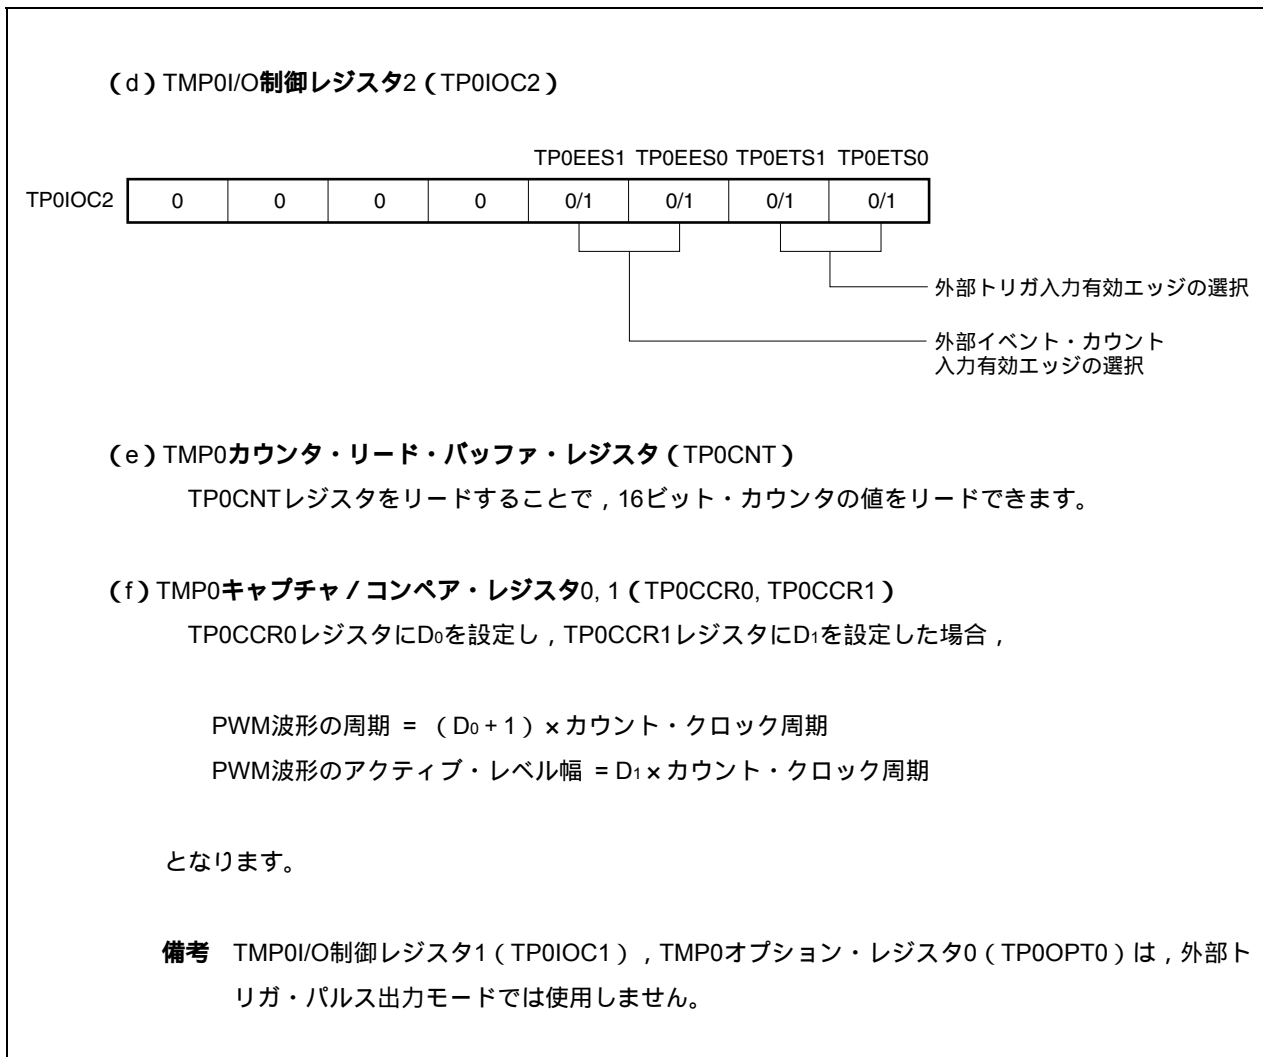 (d)TMP0I/O制御レジスタ2(TP0IOC2)
TP0EES1 TP0EES0 TP0ETS1 TP0ETS0
TP0IOC2 0 0 0 0 0/1 0/1 0/1 0/1
外部トリガ入力有効エッジの選択
外部イベント・カウント
入力有効エッジの選択
(e)TMP0カウンタ・リード・バッファ・レジスタ(TP0CNT)
TP0CNTレジスタをリードすることで,16ビット・カウンタの値をリードできます。
(f)TMP0キャプチャ/コンペア・レジスタ0, 1(TP0CCR0, TP0CCR1)
TP0CCR0レジスタにD₀を設定し,TP0CCR1レジスタにD₁を設定した場合,
PWM波形の周期 = (D₀+1)×カウント・クロック周期
PWM波形のアクティブ・レベル幅 = D₁×カウント・クロック周期
となります。
備考 TMP0I/O制御レジスタ1(TP0IOC1),TMP0オプション・レジスタ0(TP0OPT0)は,外部ト
リガ・パルス出力モードでは使用しません。